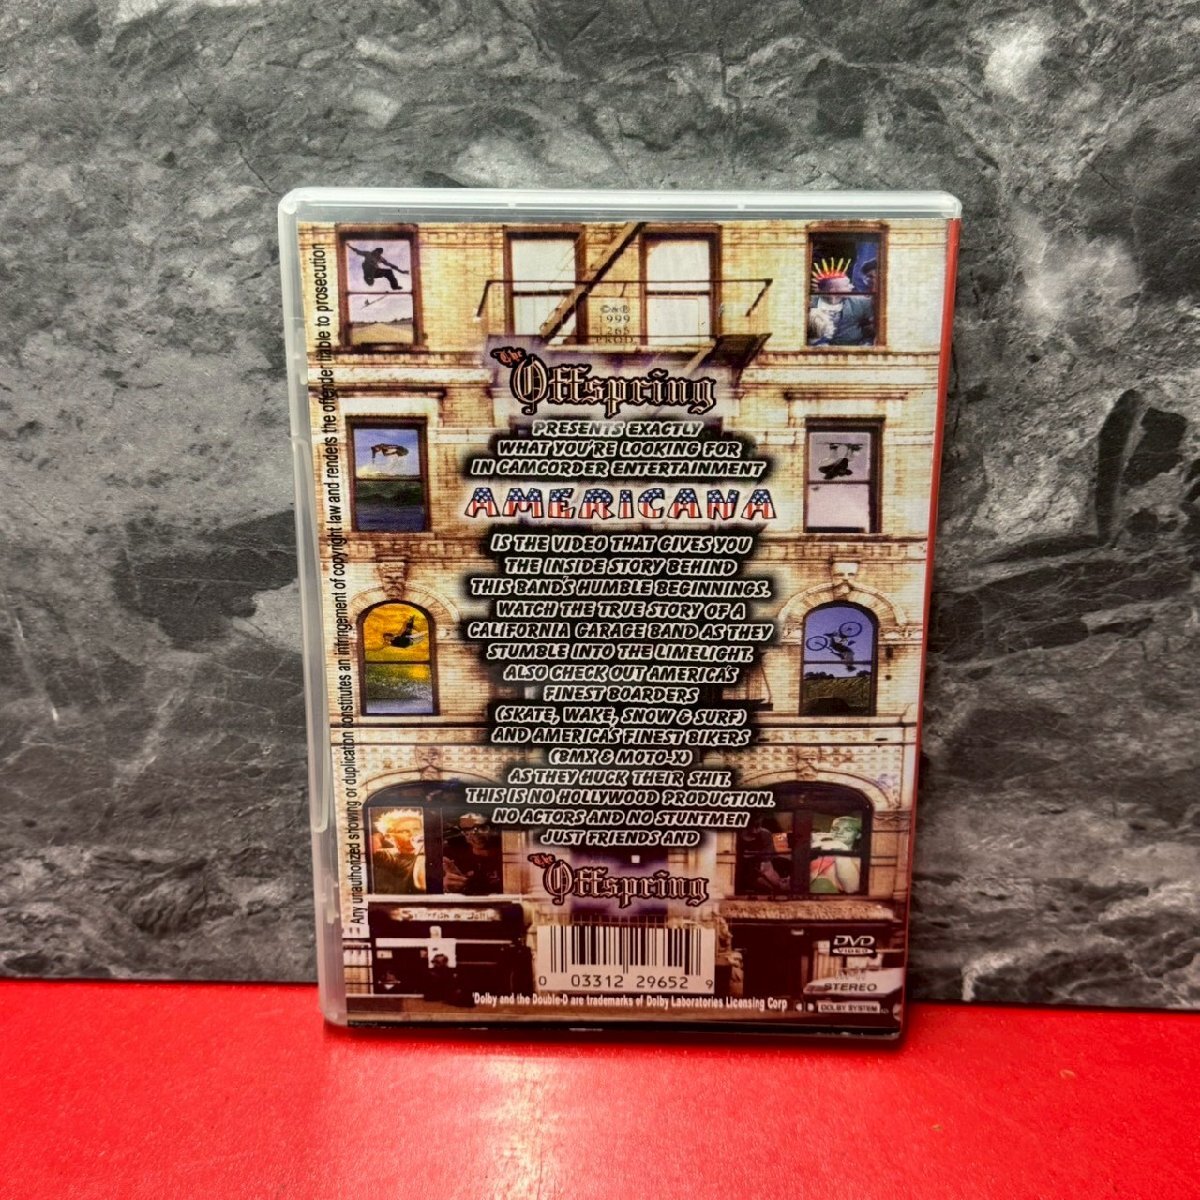 ©&℗
1999
1265
PROD.
The
Offspring
PRESENTS EXACTLY
WHAT YOU'RE LOOKING FOR
IN CAMCORDER ENTERTAINMENT
AMERICANA
IS THE VIDEO THAT GIVES YOU
THE INSIDE STORY BEHIND
THIS BAND'S HUMBLE BEGINNINGS.
WATCH THE TRUE STORY OF A
CALIFORNIA GARAGE BAND AS THEY
STUMBLE INTO THE LIMELIGHT.
ALSO CHECK OUT AMERICA'S
FINEST BOARDERS
(SKATE, WAKE, SNOW & SURF)
AND AMERICA'S FINEST BIKERS
(BMX & MOTO-X)
AS THEY HUCK THEIR SHIT.
THIS IS NO HOLLYWOOD PRODUCTION.
NO ACTORS AND NO STUNTMEN
JUST FRIENDS AND
The
Offspring
0 03312 29652 9
DVD
VIDEO
STEREO
DOLBY SYSTEM
'Dolby and the Double-D are trademarks of Dolby Laboratories Licensing Corp
Any unauthorized showing or duplication constitutes an infringement of copyright law and renders the offender liable to prosecution